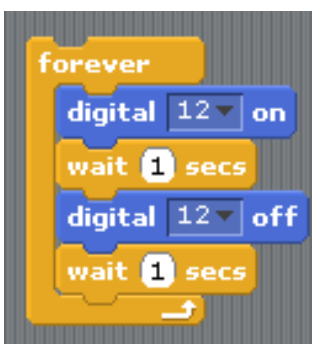 forever
digital 12 on
wait 1 secs
digital 12 off
wait 1 secs